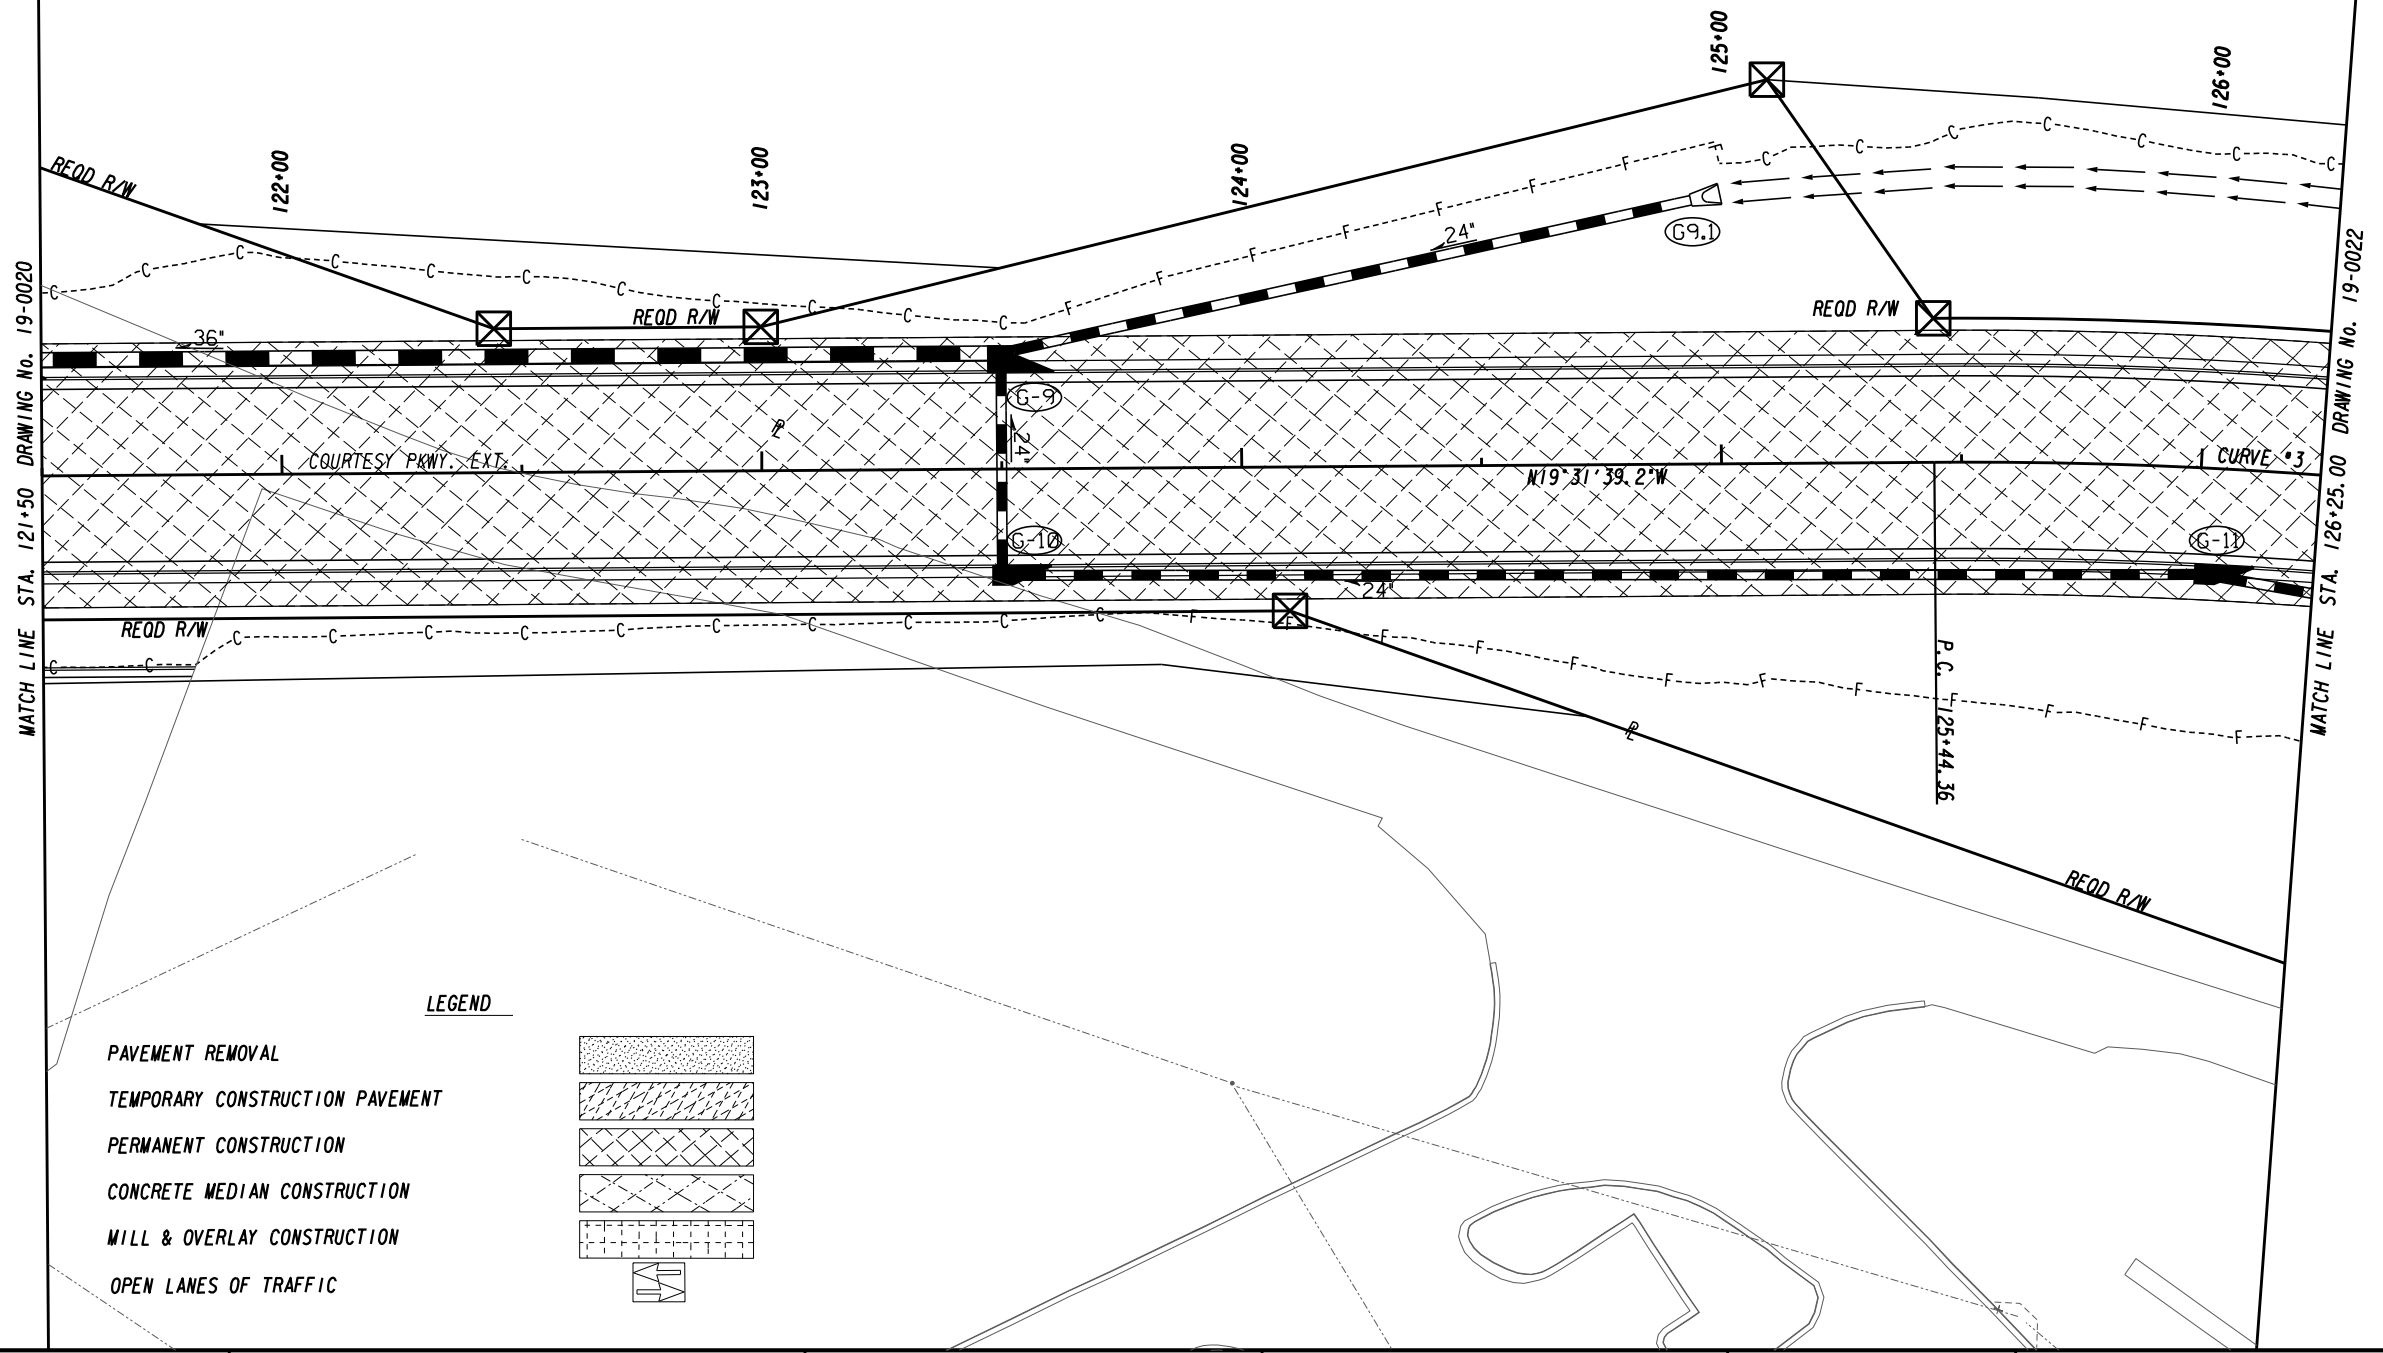 122+00
123+00
124+00
125+00
126+00
REQD R/W
C C C C C C C C C C C
F F F F F F F F
C C C C C C C
24"
G9.1
36"
REQD R/W
REQD R/W
G-9
24"
PL
COURTESY PKWY. EXT.
N19°31'39.2"W
CURVE #3
G-10
G-11
24"
REQD R/W
C C C C C C C C C C C C
F F F F F F F F F F F F
P.C. 125+44.36
PL
REQD R/W
MATCH LINE STA. 121+50 DRAWING No. 19-0020
MATCH LINE STA. 126+25.00 DRAWING No. 19-0022
LEGEND
PAVEMENT REMOVAL
TEMPORARY CONSTRUCTION PAVEMENT
PERMANENT CONSTRUCTION
CONCRETE MEDIAN CONSTRUCTION
MILL & OVERLAY CONSTRUCTION
OPEN LANES OF TRAFFIC